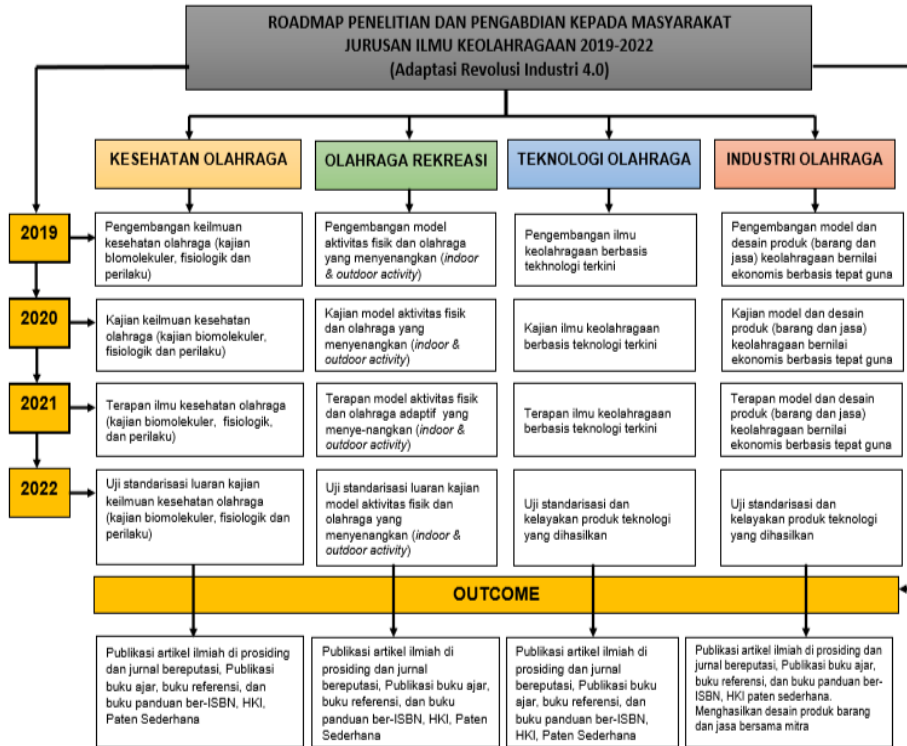 ROADMAP PENELITIAN DAN PENGABDIAN KEPADA MASYARAKAT
JURUSAN ILMU KEOLAHRAGAAN 2019-2022
(Adaptasi Revolusi Industri 4.0)
KESEHATAN OLAHRAGA
OLAHRAGA REKREASI
TEKNOLOGI OLAHRAGA
INDUSTRI OLAHRAGA
2019
Pengembangan keilmuan
kesehatan olahraga (kajian
biomolekuler, fisiologik dan
perilaku)
Pengembangan model
aktivitas fisik dan olahraga
yang menyenangkan (indoor
& outdoor activity)
Pengembangan ilmu
keolahragaan berbasis
tekhnologi terkini
Pengembangan model dan
desain produk (barang dan
jasa) keolahragaan bernilai
ekonomis berbasis tepat guna
2020
Kajian keilmuan kesehatan
olahraga (kajian biomolekuler,
fisiologik dan perilaku)
Kajian model aktivitas fisik
dan olahraga yang
menyenangkan (indoor &
outdoor activity)
Kajian ilmu keolahragaan
berbasis teknologi terkini
Kajian model dan desain
produk (barang dan jasa)
keolahragaan bernilai
ekonomis berbasis tepat guna
2021
Terapan ilmu kesehatan olahraga
(kajian biomolekuler, fisiologik,
dan perilaku)
Terapan model aktivitas fisik
dan olahraga adaptif yang
menye-nangkan (indoor &
outdoor activity)
Terapan ilmu keolahragaan
berbasis teknologi terkini
Terapan model dan desain
produk (barang dan jasa)
keolahragaan bernilai
ekonomis berbasis tepat guna
2022
Uji standarisasi luaran kajian
keilmuan kesehatan olahraga
(kajian biomolekuler, fisiologik dan
perilaku)
Uji standarisasi luaran kajian
model aktivitas fisik dan
olahraga yang
menyenangkan (indoor &
outdoor activity)
Uji standarisasi dan
kelayakan produk teknologi
yang dihasilkan
Uji standarisasi dan
kelayakan produk teknologi
yang dihasilkan
OUTCOME
Publikasi artikel ilmiah di prosiding
dan jurnal bereputasi, Publikasi
buku ajar, buku referensi, dan
buku panduan ber-ISBN, HKI,
Paten Sederhana
Publikasi artikel ilmiah di
prosiding dan jurnal
bereputasi, Publikasi buku ajar,
buku referensi, dan buku
panduan ber-ISBN, HKI, Paten
Sederhana
Publikasi artikel ilmiah di
prosiding dan jurnal
bereputasi, Publikasi buku
ajar, buku referensi, dan
buku panduan ber-ISBN,
HKI, Paten Sederhana
Publikasi artikel ilmiah di prosiding dan
jurnal bereputasi, Publikasi buku ajar,
buku referensi, dan buku panduan ber-
ISBN, HKI paten sederhana.
Menghasilkan desain produk barang
dan jasa bersama mitra